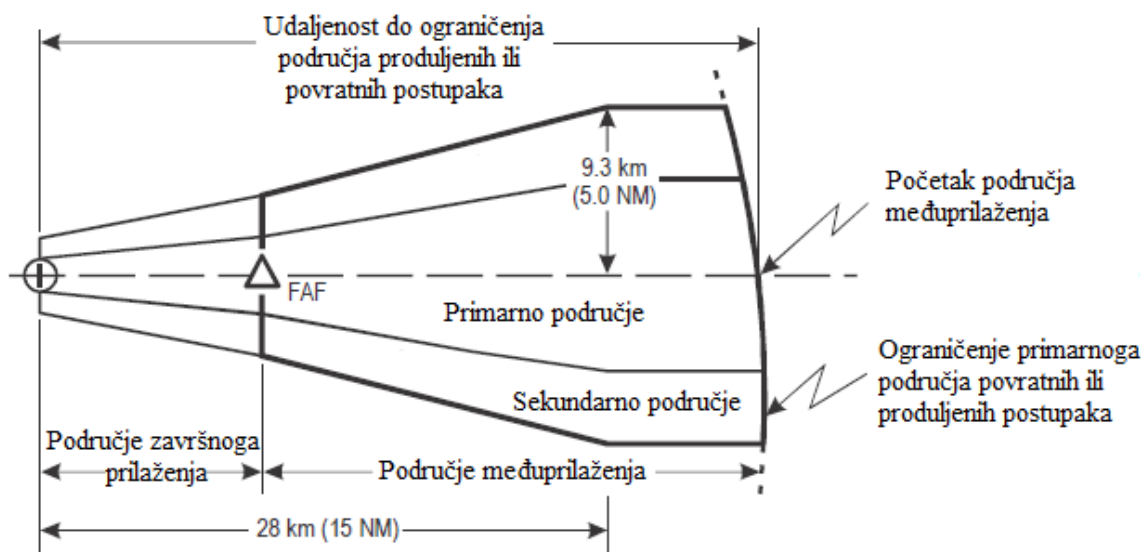 Udaljenost do ograničenja
područja produljenih ili
povratnih postupaka
9.3 km
(5.0 NM)
Početak područja
međuprilaženja
FAF
Primarno područje
Ograničenje primarnoga
područja povratnih ili
produljenih postupaka
Sekundarno područje
Područje završnoga
prilaženja
Područje međuprilaženja
28 km (15 NM)